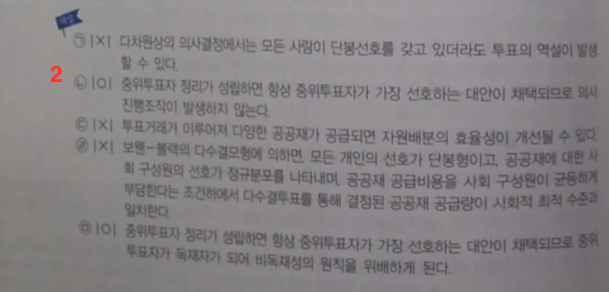 해설
㉠ |X| 다차원상의 의사결정에서는 모든 사람이 단봉선호를 갖고 있더라도 투표의 역설이 발생
할 수 있다.
2
㉡ |O| 중위투표자 정리가 성립하면 항상 중위투표자가 가장 선호하는 대안이 채택되므로 의사
진행조작이 발생하지 않는다.
㉢ |X| 투표거래가 이루어져 다양한 공공재가 공급되면 자원배분의 효율성이 개선될 수 있다.
㉣ |X| 보웬-블랙의 다수결모형에 의하면, 모든 개인의 선호가 단봉형이고, 공공재에 대한 사
회 구성원의 선호가 정규분포를 나타내며, 공공재 공급비용을 사회 구성원이 균등하게
부담한다는 조건하에서 다수결투표를 통해 결정된 공공재 공급량이 사회적 최적 수준과
일치한다.
㉤ |O| 중위투표자 정리가 성립하면 항상 중위투표자가 가장 선호하는 대안이 채택되므로 중위
투표자가 독재자가 되어 비독재성의 원칙을 위배하게 된다.